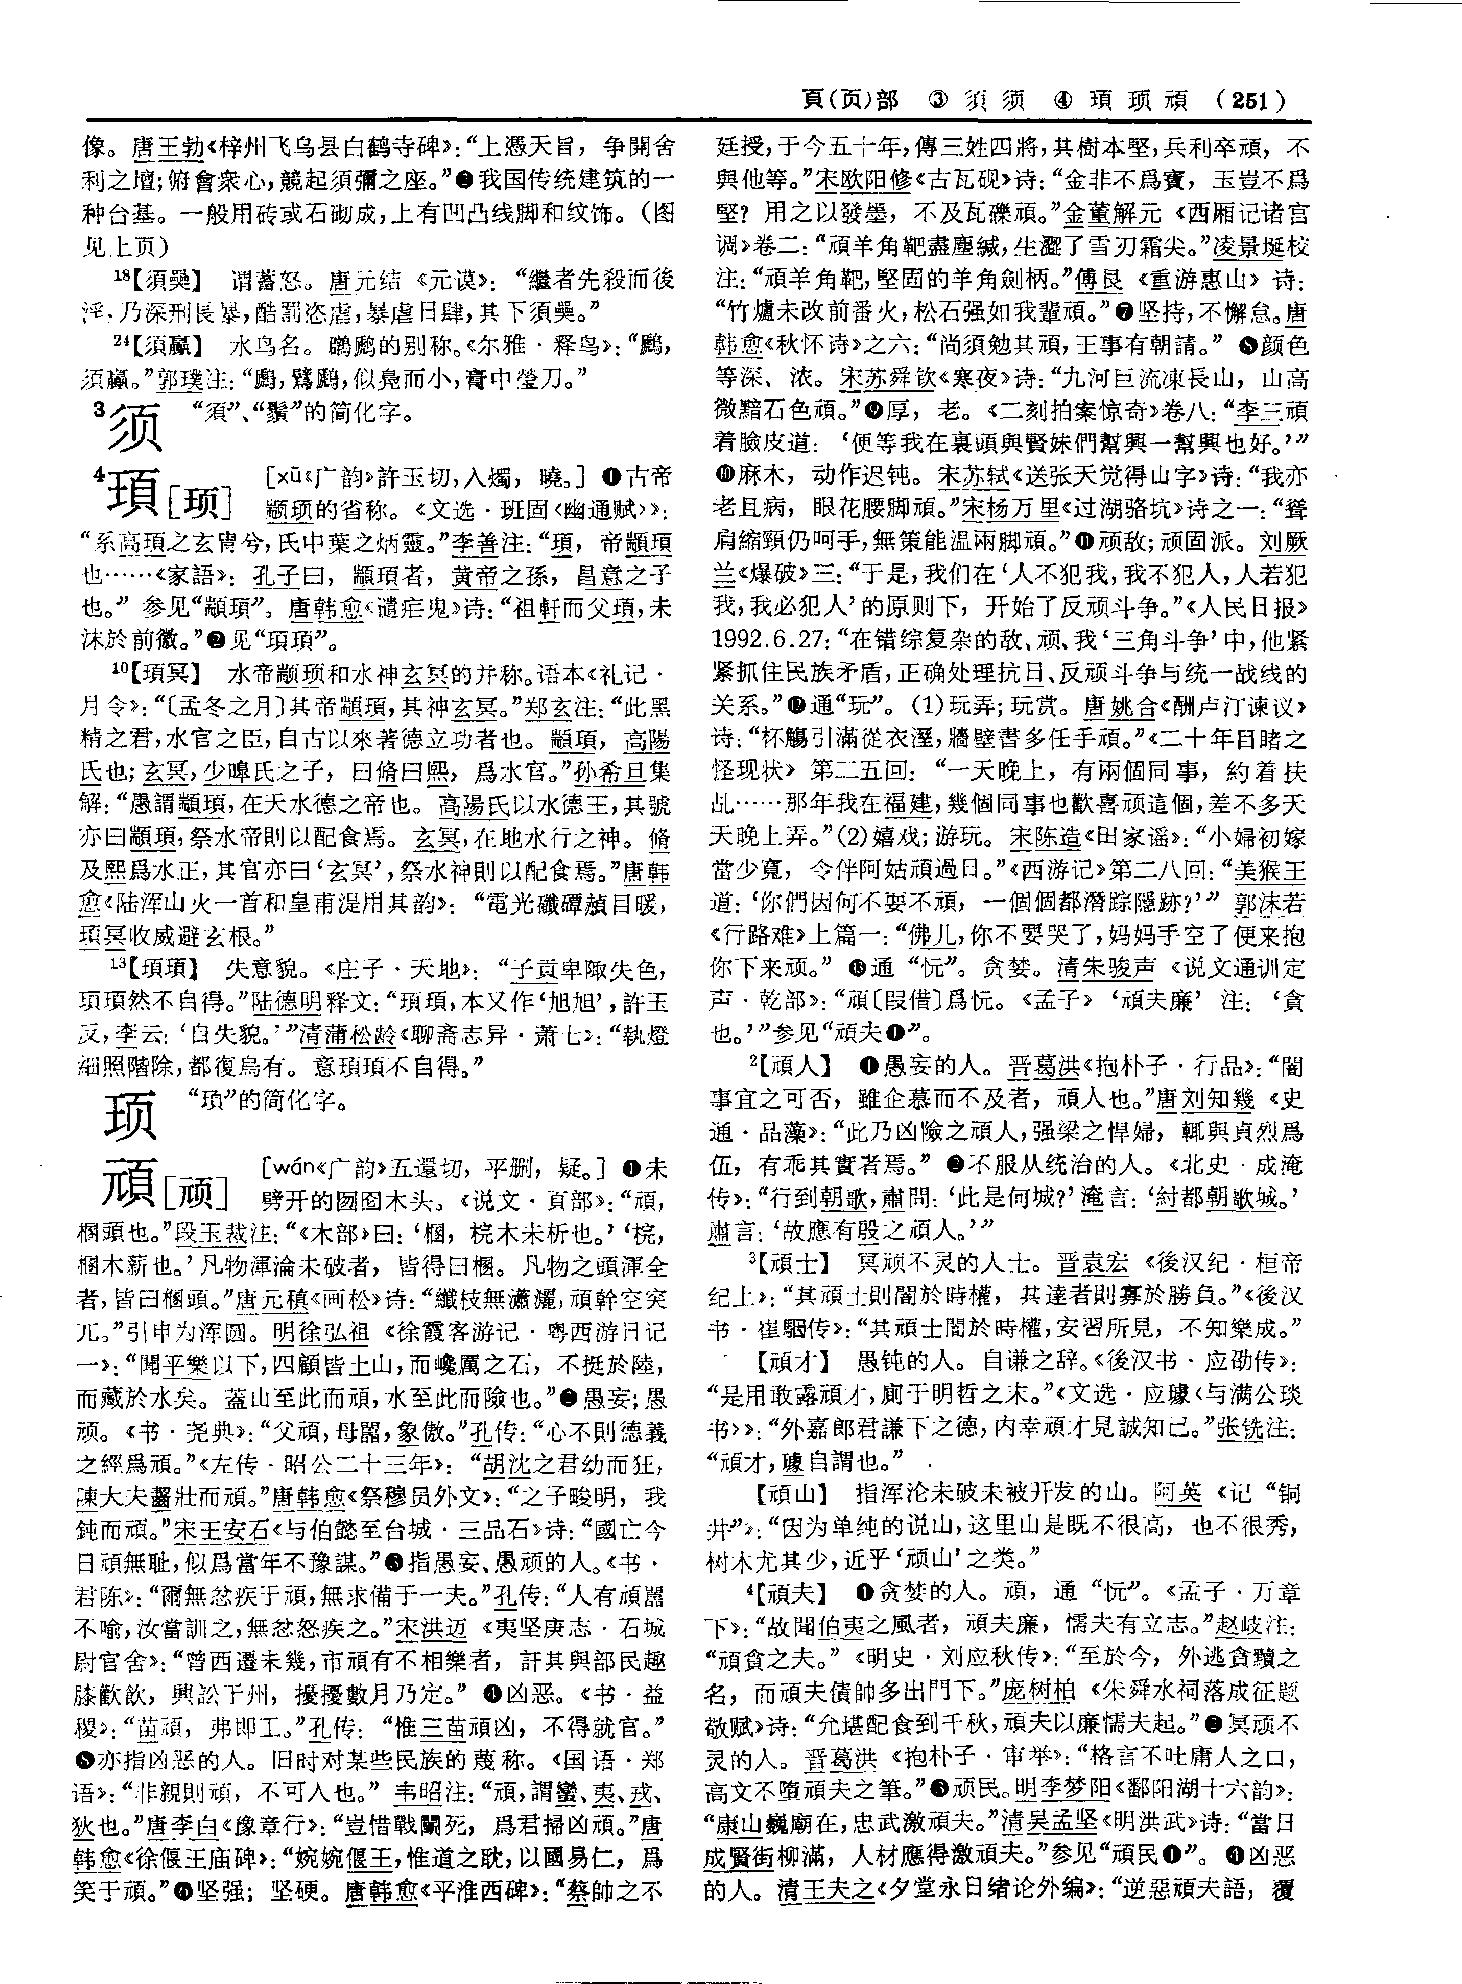 頁(页)部 ③ 須 须 ④ 頊 顼 頑 (251)
像。唐王勃《梓州飞乌县白鹤寺碑》:“上憑天旨，争開舍
利之壇;俯會衆心,競起須彌之座。”❸我国传统建筑的一
种台基。一般用砖或石砌成,上有凹凸线脚和纹饰。(图
见上页)
18【須㒹】 谓蓄怒。唐元结《元谟》: “繼者先殺而後
淫,乃深刑長暴,酷罰恣虐,暴虐日肆,其下須㒹。”
24【須鸁】 水鸟名。䴙䴘的别称。《尔雅·释鸟》:“鷉,
須鸁。”郭璞注:“鷉,鷿鷉,似鳧而小,膏中瑩刀。”
3须 “須”、“鬚”的简化字。
4頊[顼] [xū《广韵》許玉切,入燭，曉。] ❶古帝
颛顼的省称。《文选·班固〈幽通赋〉》:
“系高頊之玄胄兮,氏中葉之炳靈。”李善注:“頊，帝顓頊
也……《家語》: 孔子曰，顓頊者，黄帝之孫，昌意之子
也。” 参见“顓頊”。唐韩愈《谴疟鬼》诗:“祖軒而父頊,未
沫於前徽。”❷见“頊頊”。
10【頊冥】 水帝颛顼和水神玄冥的并称。语本《礼记·
月令》:“〔孟冬之月〕其帝顓頊,其神玄冥。”郑玄注:“此黑
精之君,水官之臣,自古以來著德立功者也。顓頊，高陽
氏也;玄冥,少皞氏之子，曰脩曰熙，爲水官。”孙希旦集
解:“愚謂顓頊,在天水德之帝也。高陽氏以水德王,其號
亦曰顓頊,祭水帝則以配食焉。玄冥,在地水行之神。脩
及熙爲水正,其官亦曰‘玄冥’,祭水神則以配食焉。”唐韩
愈《陆浑山火一首和皇甫湜用其韵》: “電光礮磹赬目暖，
頊冥收威避玄根。”
13【頊頊】 失意貌。《庄子·天地》: “子貢卑陬失色,
頊頊然不自得。”陆德明释文:“頊頊,本又作‘旭旭’,許玉
反,李云:‘自失貌。’”清蒲松龄《聊斋志异·萧七》:“執燈
細照階除,都復烏有。意頊頊不自得。”
顼 “頊”的简化字。
頑[顽] [wán《广韵》五還切，平删，疑。] ❶未
劈开的囫囵木头。《说文·頁部》:“頑,
棞頭也。”段玉裁注:“《木部》曰:‘棞，梡木未析也。’‘梡,
棞木薪也。’凡物渾淪未破者，皆得曰棞。凡物之頭渾全
者,皆曰棞頭。”唐元稹《画松》诗:“纖枝無瀟灑,頑幹空突
兀。”引申为浑圆。明徐弘祖《徐霞客游记·粤西游日记
一》:“聞平樂以下,四顧皆土山,而巉厲之石，不挺於陸,
而藏於水矣。蓋山至此而頑,水至此而險也。”❷愚妄;愚
顽。《书·尧典》:“父頑,母嚚,象傲。”孔传:“心不則德義
之經爲頑。”《左传·昭公二十三年》: “胡沈之君幼而狂,
陳大夫齧壯而頑。”唐韩愈《祭穆员外文》:“之子晙明，我
鈍而頑。”宋王安石《与伯懿至台城·三品石》诗:“國亡今
日頑無耻,似爲當年不豫謀。”❸指愚妄、愚顽的人。《书·
君陈》:“爾無忿疾于頑,無求備于一夫。”孔传:“人有頑嚚
不喻,汝當訓之,無忿怒疾之。”宋洪迈《夷坚庚志·石城
尉官舍》:“曾西遷未幾,市頑有不相樂者，訐其與部民趣
膝歡飲，興訟于州，擾擾數月乃定。” ❹凶恶。《书·益
稷》:“苗頑，弗即工。”孔传: “惟三苗頑凶，不得就官。”
❺亦指凶恶的人。旧时对某些民族的蔑称。《国语·郑
语》:“非親則頑，不可入也。” 韦昭注:“頑,謂蠻、夷、戎、
狄也。”唐李白《豫章行》:“豈惜戰鬭死，爲君掃凶頑。”唐
韩愈《徐偃王庙碑》:“婉婉偃王,惟道之耽,以國易仁，爲
笑于頑。”❻坚强; 坚硬。唐韩愈《平淮西碑》:“蔡帥之不
廷授,于今五十年,傳三姓四將,其樹本堅,兵利卒頑，不
與他等。”宋欧阳修《古瓦砚》诗:“金非不爲寶，玉豈不爲
堅? 用之以發墨，不及瓦礫頑。”金董解元《西厢记诸宫
调》卷二:“頑羊角靶盡塵緘,生澀了雪刃霜尖。”凌景埏校
注:“頑羊角靶,堅固的羊角劍柄。”傅良《重游惠山》诗:
“竹爐未改前番火,松石强如我輩頑。”❼坚持,不懈怠。唐
韩愈《秋怀诗》之六:“尚須勉其頑,王事有朝請。” ❽颜色
等深、浓。宋苏舜钦《寒夜》诗:“九河巨流凍長山，山高
微黯石色頑。”❾厚，老。《二刻拍案惊奇》卷八:“李三頑
着臉皮道: ‘便等我在裏頭與賢妹們幫興一幫興也好。’”
❿麻木，动作迟钝。宋苏轼《送张天觉得山字》诗:“我亦
老且病，眼花腰脚頑。”宋杨万里《过湖骆坑》诗之一:“聳
肩縮頸仍呵手,無策能温兩脚頑。”⓫顽敌;顽固派。刘厥
兰《爆破》三:“于是,我们在‘人不犯我,我不犯人,人若犯
我,我必犯人’的原则下，开始了反顽斗争。”《人民日报》
1992.6.27:“在错综复杂的敌、顽、我‘三角斗争’中,他紧
紧抓住民族矛盾,正确处理抗日、反顽斗争与统一战线的
关系。”⓬通“玩”。(1)玩弄;玩赏。唐姚合《酬卢汀谏议》
诗:“杯觴引滿從衣溼,牆壁書多任手頑。”《二十年目睹之
怪现状》第二五回: “一天晚上，有兩個同事，約着扶
乩……那年我在福建,幾個同事也歡喜頑這個,差不多天
天晚上弄。”(2)嬉戏;游玩。宋陈造《田家谣》:“小婦初嫁
當少寬，令伴阿姑頑過日。”《西游记》第二八回:“美猴王
道:‘你們因何不耍不頑，一個個都潛踪隱跡?’” 郭沫若
《行路难》上篇一:“佛儿,你不要哭了,妈妈手空了便来抱
你下来顽。” ⓭通“忨”。贪婪。清朱骏声《说文通训定
声·乾部》:“頑〔叚借〕爲忨。《孟子》‘頑夫廉’ 注: ‘貪
也。’”参见“頑夫❶”。
2【頑人】 ❶愚妄的人。晋葛洪《抱朴子·行品》:“闇
事宜之可否，雖企慕而不及者，頑人也。”唐刘知幾《史
通·品藻》:“此乃凶險之頑人,强梁之悍婦，輒與貞烈爲
伍，有乖其實者焉。” ❷不服从统治的人。《北史·成淹
传》:“行到朝歌,肅問:‘此是何城?’淹言:‘紂都朝歌城。’
肅言:‘故應有殷之頑人。’”
3【頑士】 冥顽不灵的人士。晋袁宏《後汉纪·桓帝
纪上》:“其頑士則闇於時權，其達者則寡於勝負。”《後汉
书·崔駰传》:“其頑士闇於時權,安習所見，不知樂成。”
【頑才】 愚钝的人。自谦之辞。《後汉书·应劭传》:
“是用敢露頑才,廁于明哲之末。”《文选·应璩〈与满公琰
书〉》:“外嘉郎君謙下之德,内幸頑才見誠知己。”张铣注:
“頑才,璩自謂也。”
【頑山】 指浑沦未破未被开发的山。阿英《记“铜
井”》:“因为单纯的说山,这里山是既不很高，也不很秀,
树木尤其少,近乎‘顽山’之类。”
4【頑夫】 ❶贪婪的人。頑，通“忨”。《孟子·万章
下》:“故聞伯夷之風者，頑夫廉，懦夫有立志。”赵岐注:
“頑貪之夫。”《明史·刘应秋传》:“至於今，外逃貪黷之
名，而頑夫債帥多出門下。”庞树柏《朱舜水祠落成征题
敬赋》诗:“允堪配食到千秋,頑夫以廉懦夫起。”❷冥顽不
灵的人。晋葛洪《抱朴子·审举》:“格言不吐庸人之口,
高文不墮頑夫之筆。”❸顽民。明李梦阳《鄱阳湖十六韵》:
“康山巍廟在,忠武激頑夫。”清吴孟坚《明洪武》诗:“當日
成賢街柳滿，人材應得激頑夫。”参见“頑民❶”。 ❹凶恶
的人。清王夫之《夕堂永日绪论外编》:“逆惡頑夫語，覆